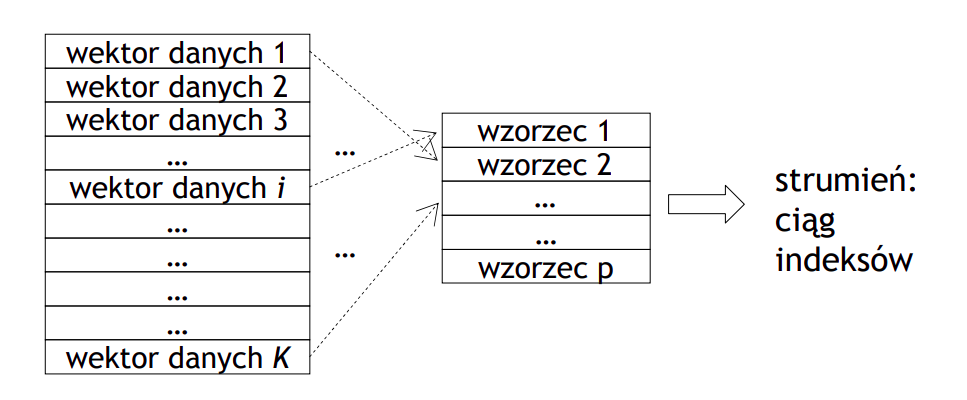 wektor danych 1
wektor danych 2
wektor danych 3
...
wektor danych i
...
...
...
...
wektor danych K
...
...
wzorzec 1
wzorzec 2
...
...
wzorzec p
strumień:
ciąg
indeksów